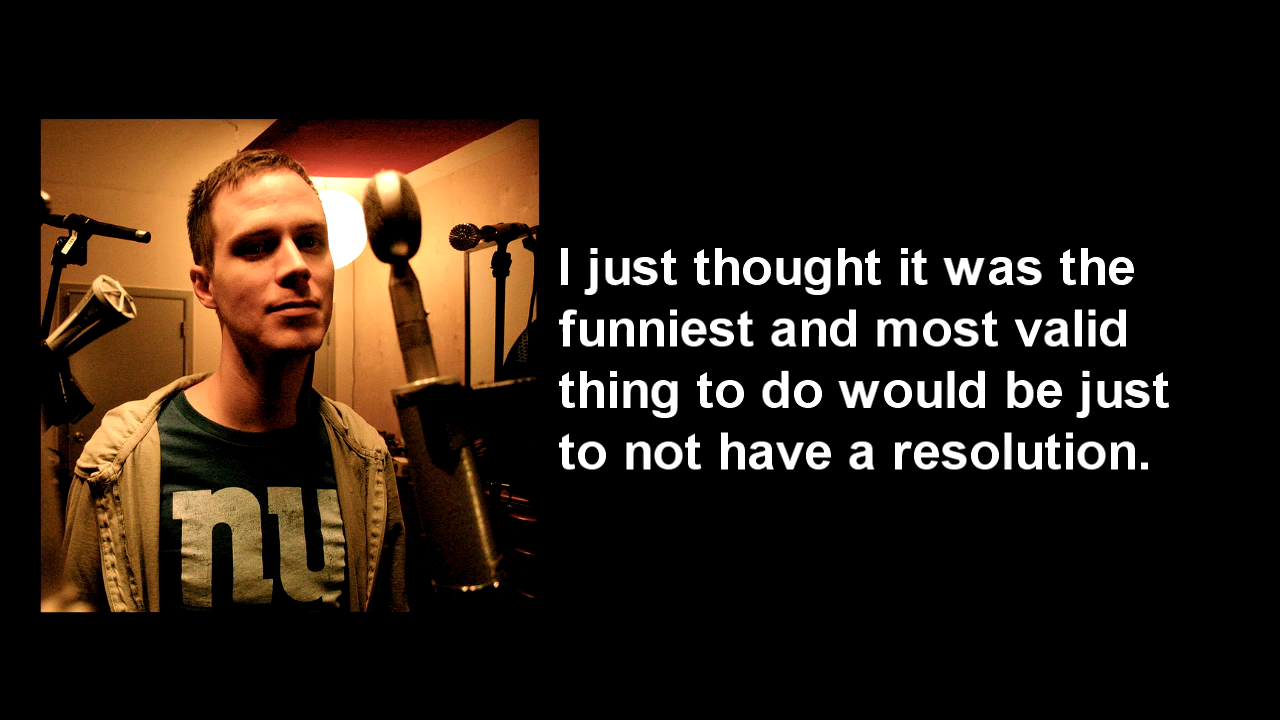 I just thought it was the
funniest and most valid
thing to do would be just
to not have a resolution.
nu